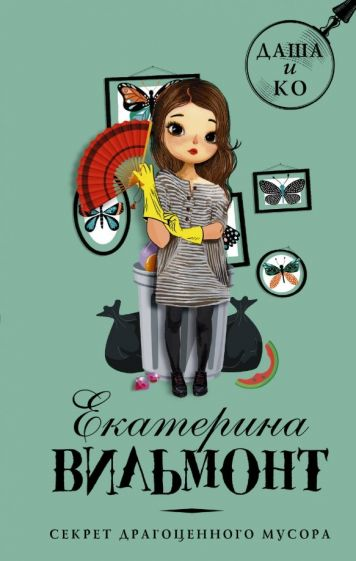 ДАША
и
КО
Екатерина
ВИЛЬМОНТ
СЕКРЕТ ДРАГОЦЕННОГО МУСОРА